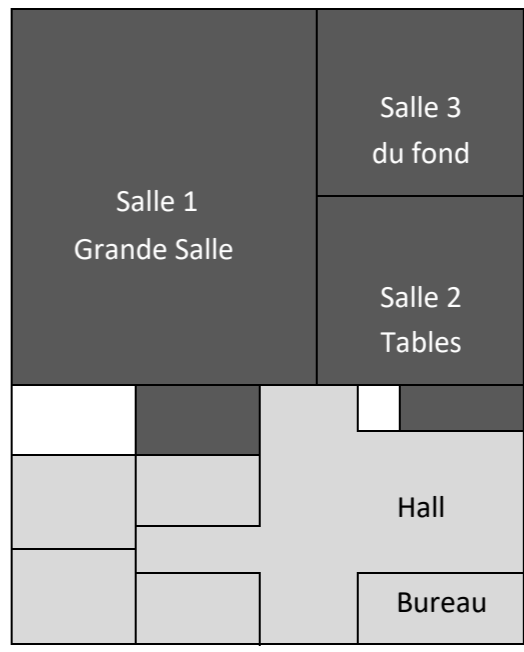 Salle 3
du fond
Salle 1
Grande Salle
Salle 2
Tables
Hall
Bureau